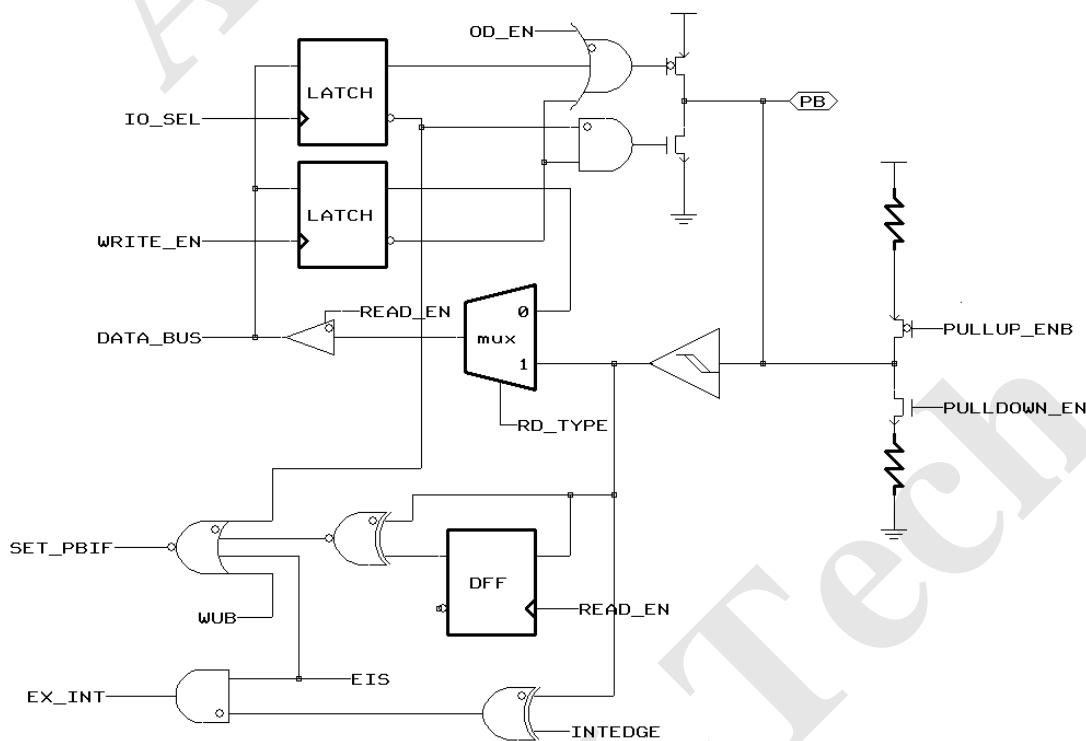 OD_EN
LATCH
PB
IO_SEL
LATCH
WRITE_EN
READ_EN
0
DATA_BUS
mux
PULLUP_ENB
1
PULLDOWN_EN
RD_TYPE
SET_PBIF
DFF
READ_EN
WUB
EIS
EX_INT
INTEDGE
Tech